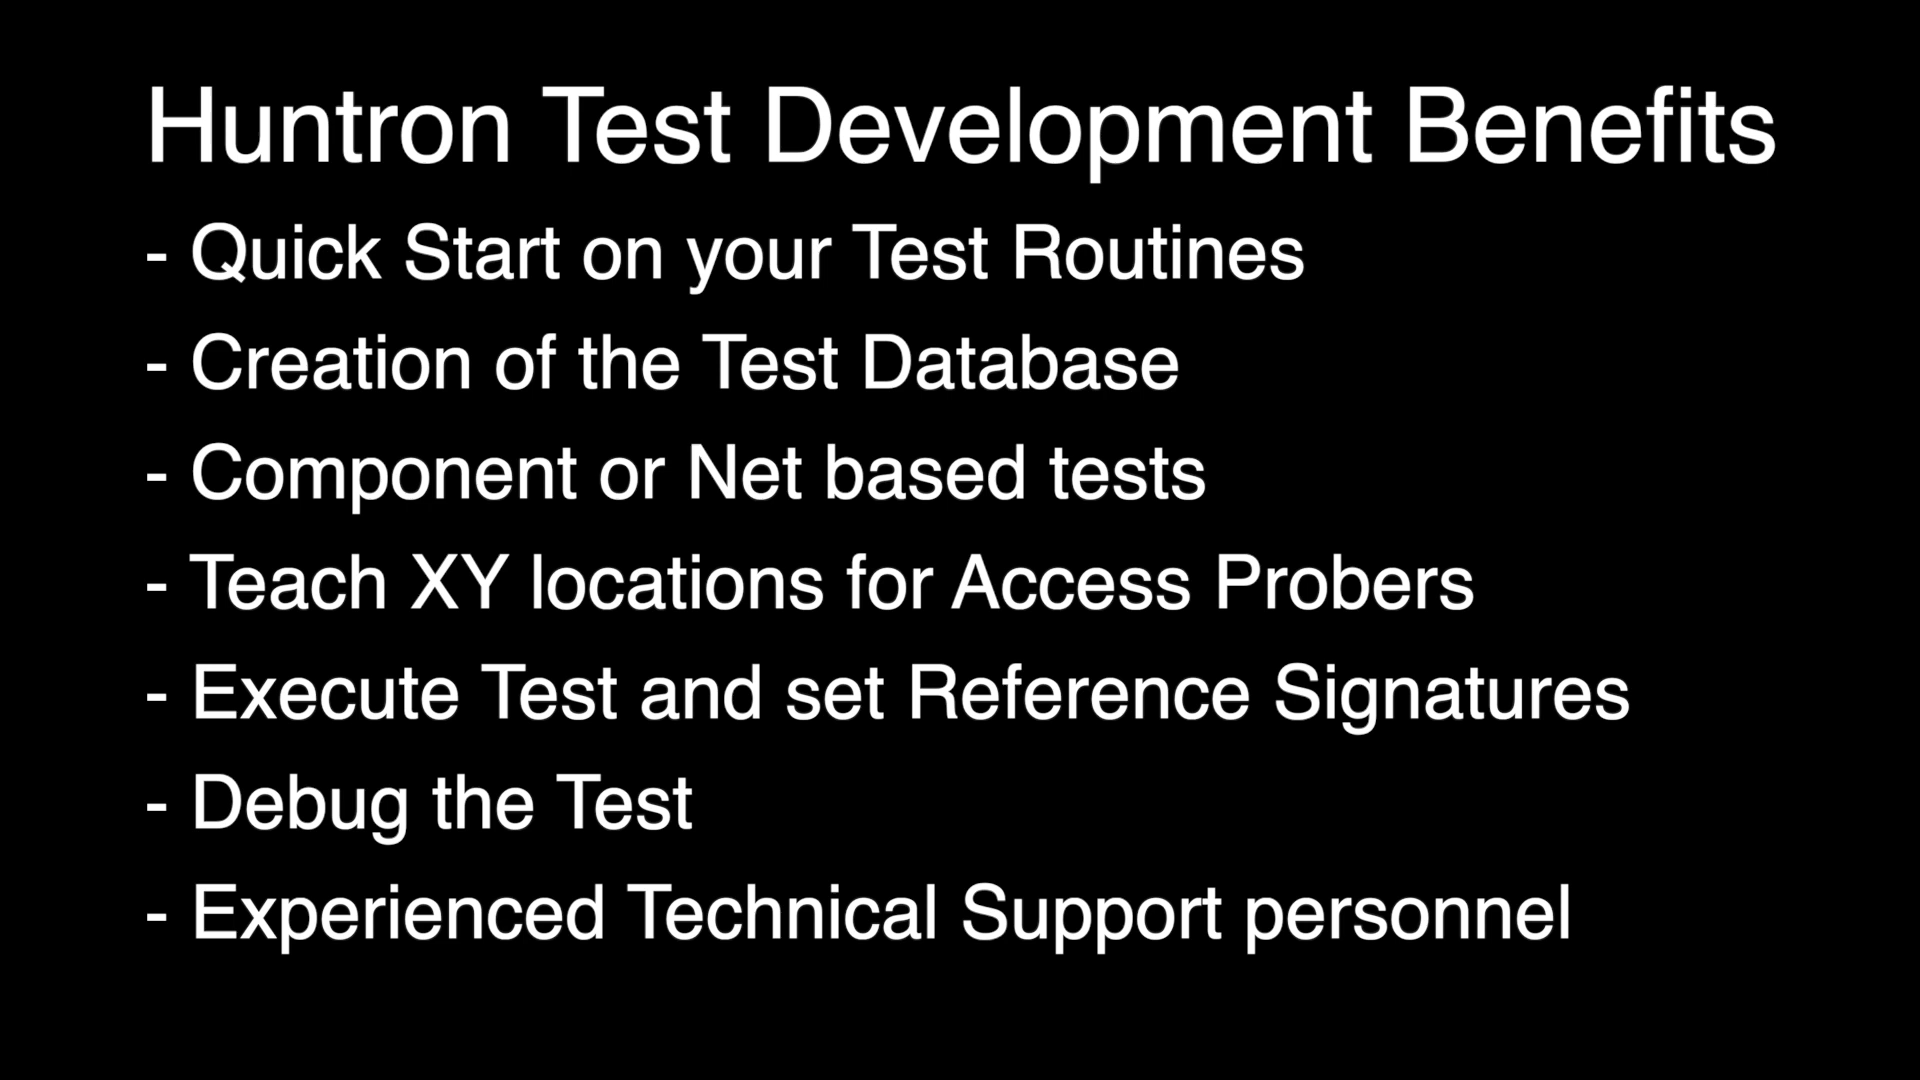 Huntron Test Development Benefits
- Quick Start on your Test Routines
- Creation of the Test Database
- Component or Net based tests
- Teach XY locations for Access Probers
- Execute Test and set Reference Signatures
- Debug the Test
- Experienced Technical Support personnel